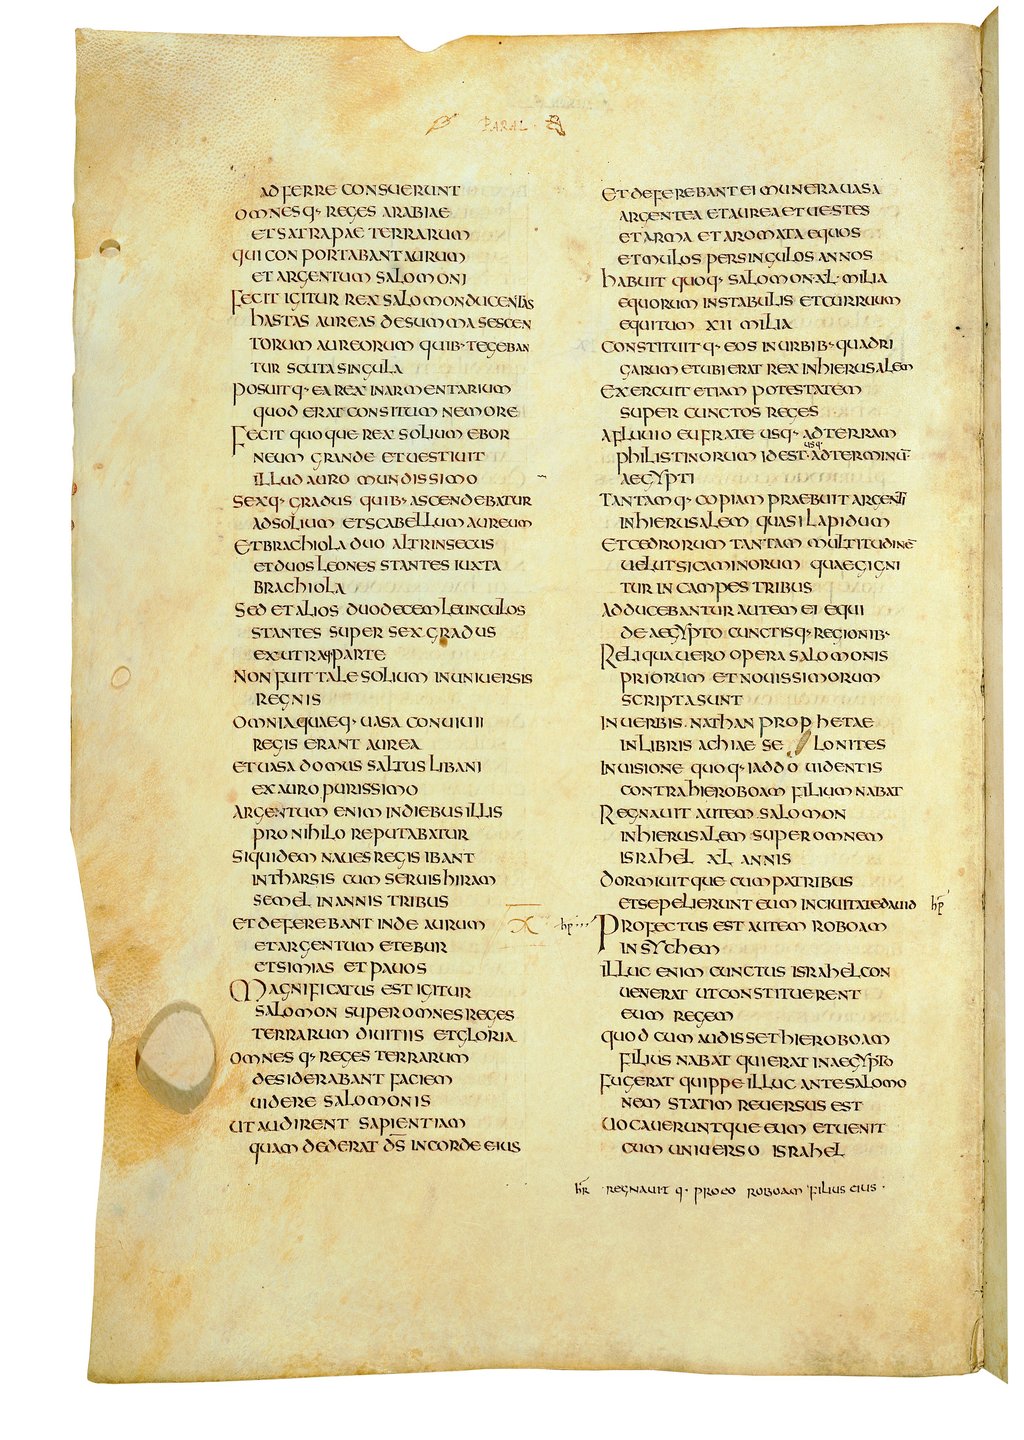 PARAL·
AD FERRE CONSUERUNT
OMNESQ· REGES ARABIAE
ET SATRAPAE TERRARUM
QUI CONPORTABANT AURUM
ET ARGENTUM SALOMONI
FECIT IGITUR REX SALOMON DUCENTAS
HASTAS AUREAS DE SUMMA SESCEN
TORUM AUREORUM QUIB· TEGEBAN
TUR SCUTA SINGULA
POSUITQ· EA REX IN ARMENTARIUM
QUOD ERAT CONSITUM NEMORE
FECIT QUOQUE REX SOLIUM EBOR
NEUM GRANDE ET UESTIUIT
ILLUD AURO MUNDISSIMO
SEXQ· GRADUS QUIB· ASCENDEBATUR
AD SOLIUM ET SCABELLUM AUREUM
ET BRACHIOLA DUO ALTRINSECUS
ET DUOS LEONES STANTES IUXTA
BRACHIOLA
SED ET ALIOS DUODECEM LEUNCULOS
STANTES SUPER SEX GRADUS
EX UTRAQ· PARTE
NON FUIT TALE SOLIUM IN UNIUERSIS
REGNIS
OMNIA QUAEQ· UASA CONUIUII
REGIS ERANT AUREA
ET UASA DOMUS SALTUS LIBANI
EX AURO PURISSIMO
ARGENTUM ENIM IN DIEBUS ILLIS
PRO NIHILO REPUTABATUR
SIQUIDEM NAUES REGIS IBANT
IN THARSIS CUM SERUIS HIRAM
SEMEL IN ANNIS TRIBUS
ET DEFEREBANT INDE AURUM
ET ARGENTUM ET EBUR
ET SIMIAS ET PAUOS
MAGNIFICATUS EST IGITUR
SALOMON SUPER OMNES REGES
TERRARUM DIUITIIS ET GLORIA
OMNESQ· REGES TERRARUM
DESIDERABANT FACIEM
UIDERE SALOMONIS
UT AUDIRENT SAPIENTIAM
QUAM DEDERAT D̅S̅ IN CORDE EIUS
ET DEFEREBANT EI MUNERA UASA
ARGENTEA ET AUREA ET UESTES
ET ARMA ET AROMATA EQUOS
ET MULOS PER SINGULOS ANNOS
HABUIT QUOQ· SALOMON ·XL· MILIA
EQUORUM IN STABULIS ET CURRUUM
EQUITUM XII MILIA
CONSTITUITQ· EOS IN URBIB· QUADRI
GARUM ET UBI ERAT REX IN HIERUSALEM
EXERCUIT ETIAM POTESTATEM
SUPER CUNCTOS REGES
A FLUUIO EUFRATE USQ· AD TERRAM
PHILISTINORUM ID EST· usq· AD TERMINŪ
AEGYPTI
TANTAMQ· COPIAM PRAEBUIT ARGENTI
IN HIERUSALEM QUASI LAPIDUM
ET CEDRORUM TANTAM MULTITUDINĒ
UELUT SICAMINORUM QUAE GIGNI
TUR IN CAMPESTRIBUS
ADDUCEBANTUR AUTEM EI EQUI
DE AEGYPTO CUNCTISQ· REGIONIB·
RELIQUA UERO OPERA SALOMONIS
PRIORUM ET NOUISSIMORUM
SCRIPTA SUNT
IN UERBIS NATHAN PROPHETAE
IN LIBRIS ACHIAE SE LONITES
IN UISIONE QUOQ· IADDO UIDENTIS
CONTRA HIEROBOAM FILIUM NABAT
REGNAUIT AUTEM SALOMON
IN HIERUSALEM SUPER OMNEM
ISRAHEL XL ANNIS
DORMIUITQUE CUM PATRIBUS
ET SEPELIERUNT EUM IN CIUITATE DAUID hp̅
hp̅ PROFECTUS EST AUTEM ROBOAM
IN SYCHEM
ILLUC ENIM CUNCTUS ISRAHEL CON
UENERAT UT CONSTITUERENT
EUM REGEM
QUOD CUM AUDISSET HIEROBOAM
FILIUS NABAT QUI ERAT IN AEGYPTO
FUGERAT QUIPPE ILLUC ANTE SALOMO
NEM STATIM REUERSUS EST
UOCAUERUNTQUE EUM ET UENIT
CUM UNIUERSO ISRAHEL
REGNAUIT Q· PRO EO ROBOAM FILIUS EIUS·